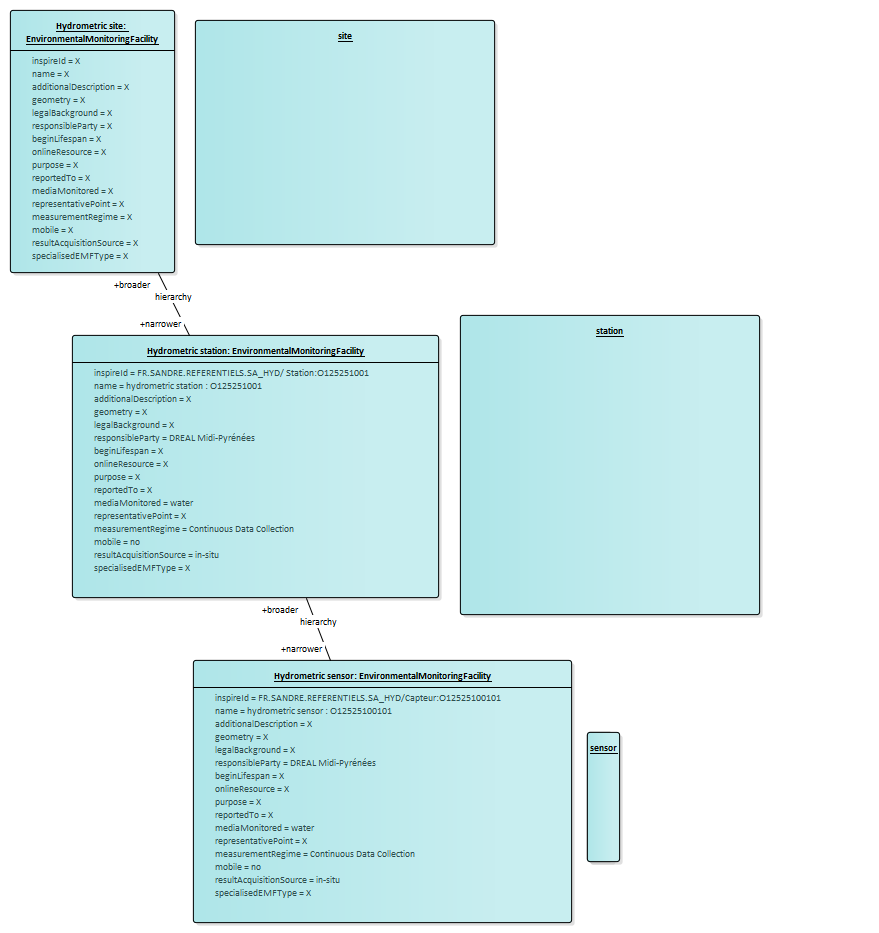 Hydrometric site:
EnvironmentalMonitoringFacility
inspireId = X
name = X
additionalDescription = X
geometry = X
legalBackground = X
responsibleParty = X
beginLifespan = X
onlineResource = X
purpose = X
reportedTo = X
mediaMonitored = X
representativePoint = X
measurementRegime = X
mobile = X
resultAcquisitionSource = X
specialisedEMFType = X
site
+broader
hierarchy
+narrower
Hydrometric station: EnvironmentalMonitoringFacility
inspireId = FR.SANDRE.REFERENTIELS.SA_HYD/ Station:O125251001
name = hydrometric station : O125251001
additionalDescription = X
geometry = X
legalBackground = X
responsibleParty = DREAL Midi-Pyrénées
beginLifespan = X
onlineResource = X
purpose = X
reportedTo = X
mediaMonitored = water
representativePoint = X
measurementRegime = Continuous Data Collection
mobile = no
resultAcquisitionSource = in-situ
specialisedEMFType = X
station
+broader
hierarchy
+narrower
Hydrometric sensor: EnvironmentalMonitoringFacility
inspireId = FR.SANDRE.REFERENTIELS.SA_HYD/Capteur:O12525100101
name = hydrometric sensor : O12525100101
additionalDescription = X
geometry = X
legalBackground = X
responsibleParty = DREAL Midi-Pyrénées
beginLifespan = X
onlineResource = X
purpose = X
reportedTo = X
mediaMonitored = water
representativePoint = X
measurementRegime = Continuous Data Collection
mobile = no
resultAcquisitionSource = in-situ
specialisedEMFType = X
sensor